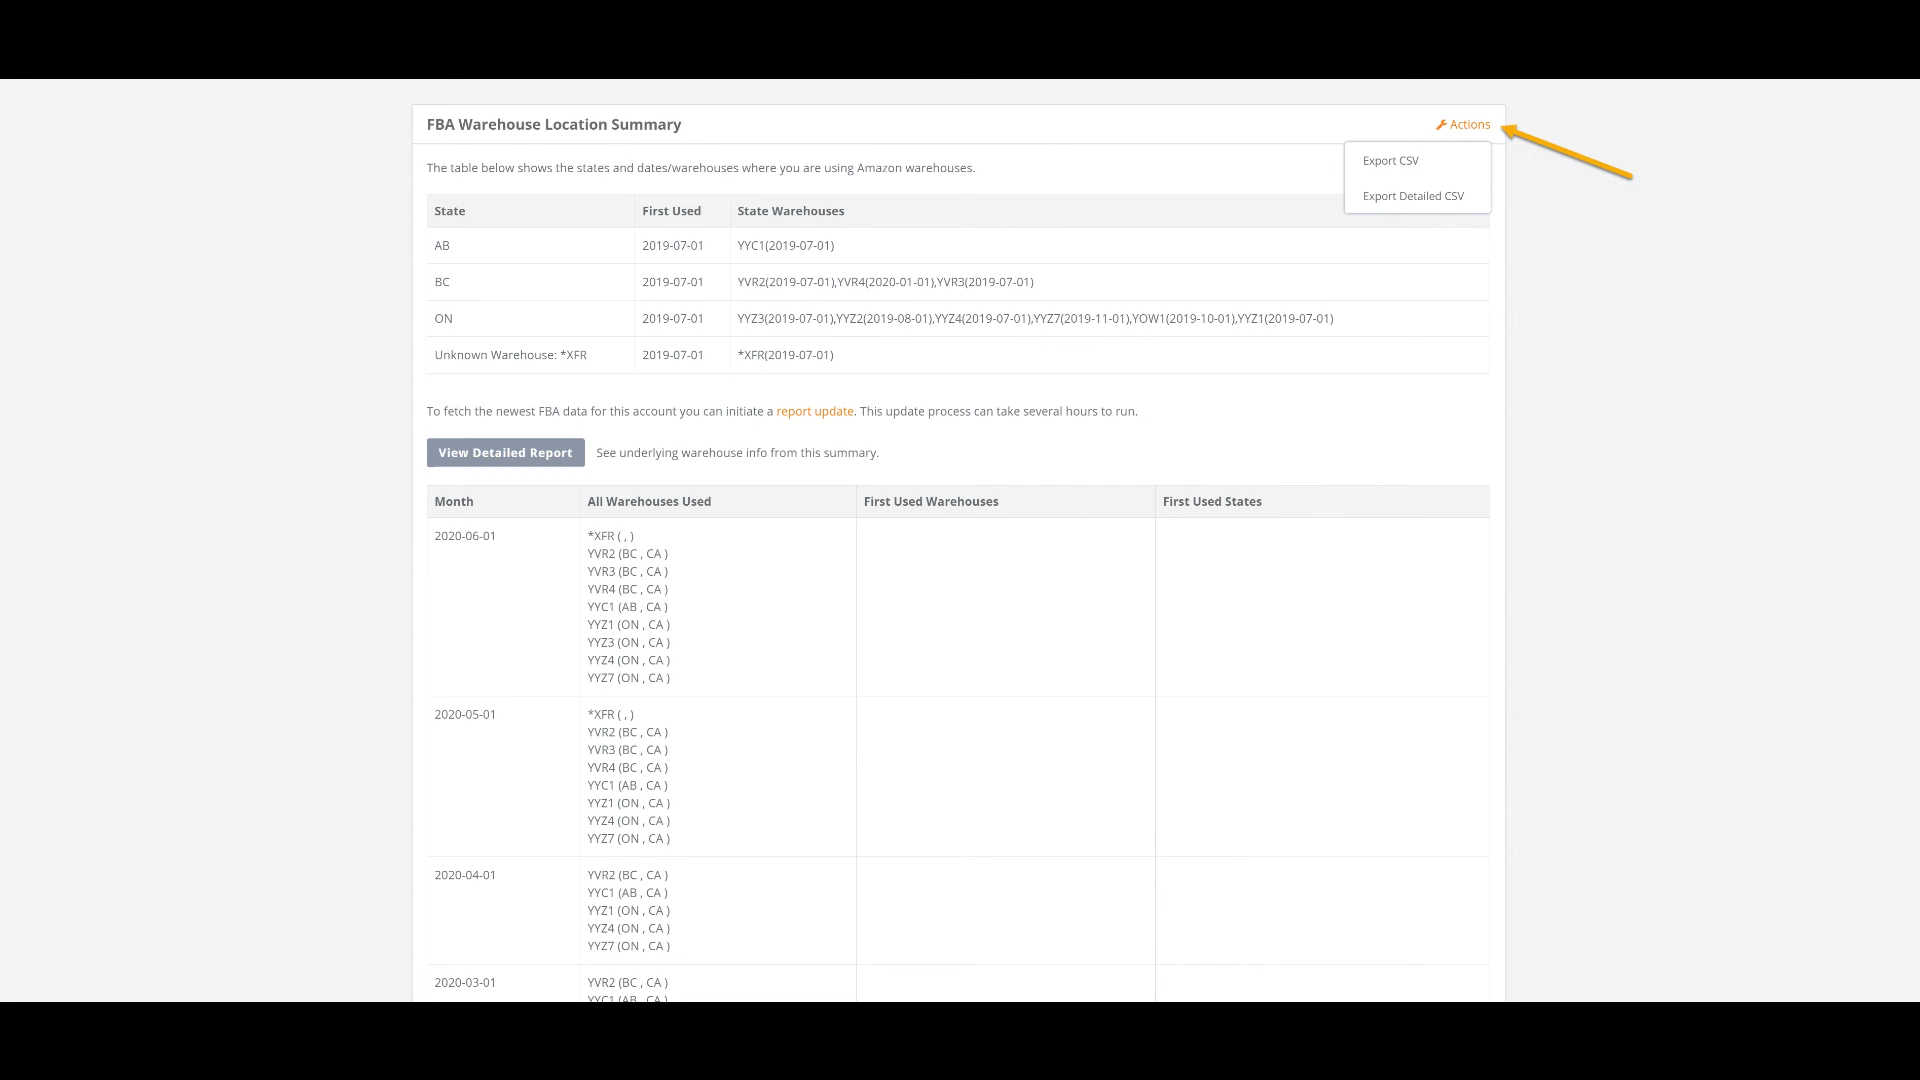 FBA Warehouse Location Summary
Actions
Export CSV
Export Detailed CSV
The table below shows the states and dates/warehouses where you are using Amazon warehouses.
State First Used State Warehouses
AB 2019-07-01 YYC1(2019-07-01)
BC 2019-07-01 YVR2(2019-07-01),YVR4(2020-01-01),YVR3(2019-07-01)
ON 2019-07-01 YYZ3(2019-07-01),YYZ2(2019-08-01),YYZ4(2019-07-01),YYZ7(2019-11-01),YOW1(2019-10-01),YYZ1(2019-07-01)
Unknown Warehouse: *XFR 2019-07-01 *XFR(2019-07-01)
To fetch the newest FBA data for this account you can initiate a report update. This update process can take several hours to run.
View Detailed Report See underlying warehouse info from this summary.
Month All Warehouses Used First Used Warehouses First Used States
2020-06-01 *XFR ( , )
YVR2 (BC , CA )
YVR3 (BC , CA )
YVR4 (BC , CA )
YYC1 (AB , CA )
YYZ1 (ON , CA )
YYZ3 (ON , CA )
YYZ4 (ON , CA )
YYZ7 (ON , CA )
2020-05-01 *XFR ( , )
YVR2 (BC , CA )
YVR3 (BC , CA )
YVR4 (BC , CA )
YYC1 (AB , CA )
YYZ1 (ON , CA )
YYZ4 (ON , CA )
YYZ7 (ON , CA )
2020-04-01 YVR2 (BC , CA )
YYC1 (AB , CA )
YYZ1 (ON , CA )
YYZ4 (ON , CA )
YYZ7 (ON , CA )
2020-03-01 YVR2 (BC , CA )
YYC1 (AB , CA )